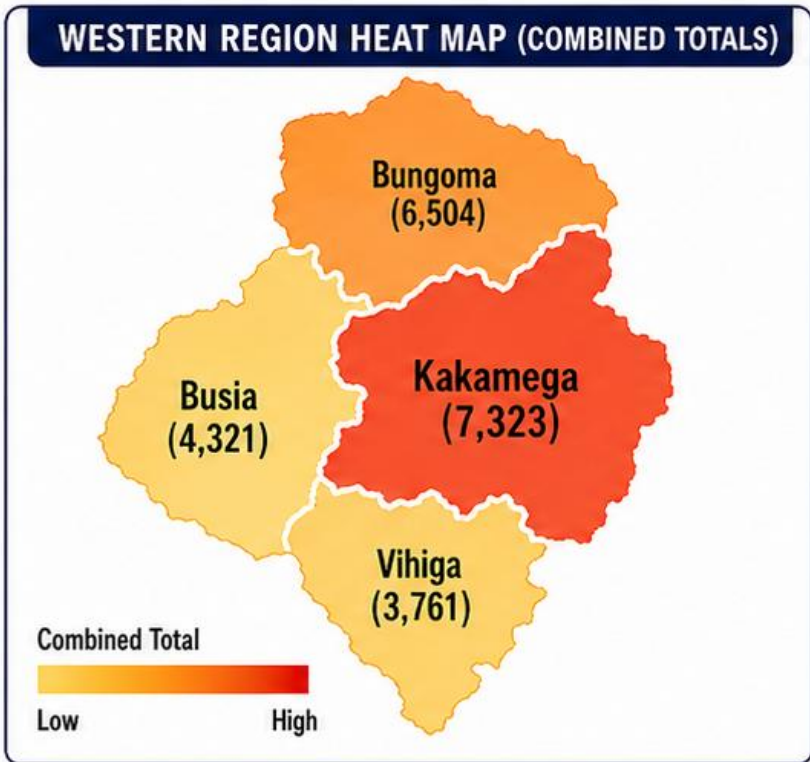 WESTERN REGION HEAT MAP (COMBINED TOTALS)
Bungoma
(6,504)
Kakamega
(7,323)
Busia
(4,321)
Vihiga
(3,761)
Combined Total
Low High